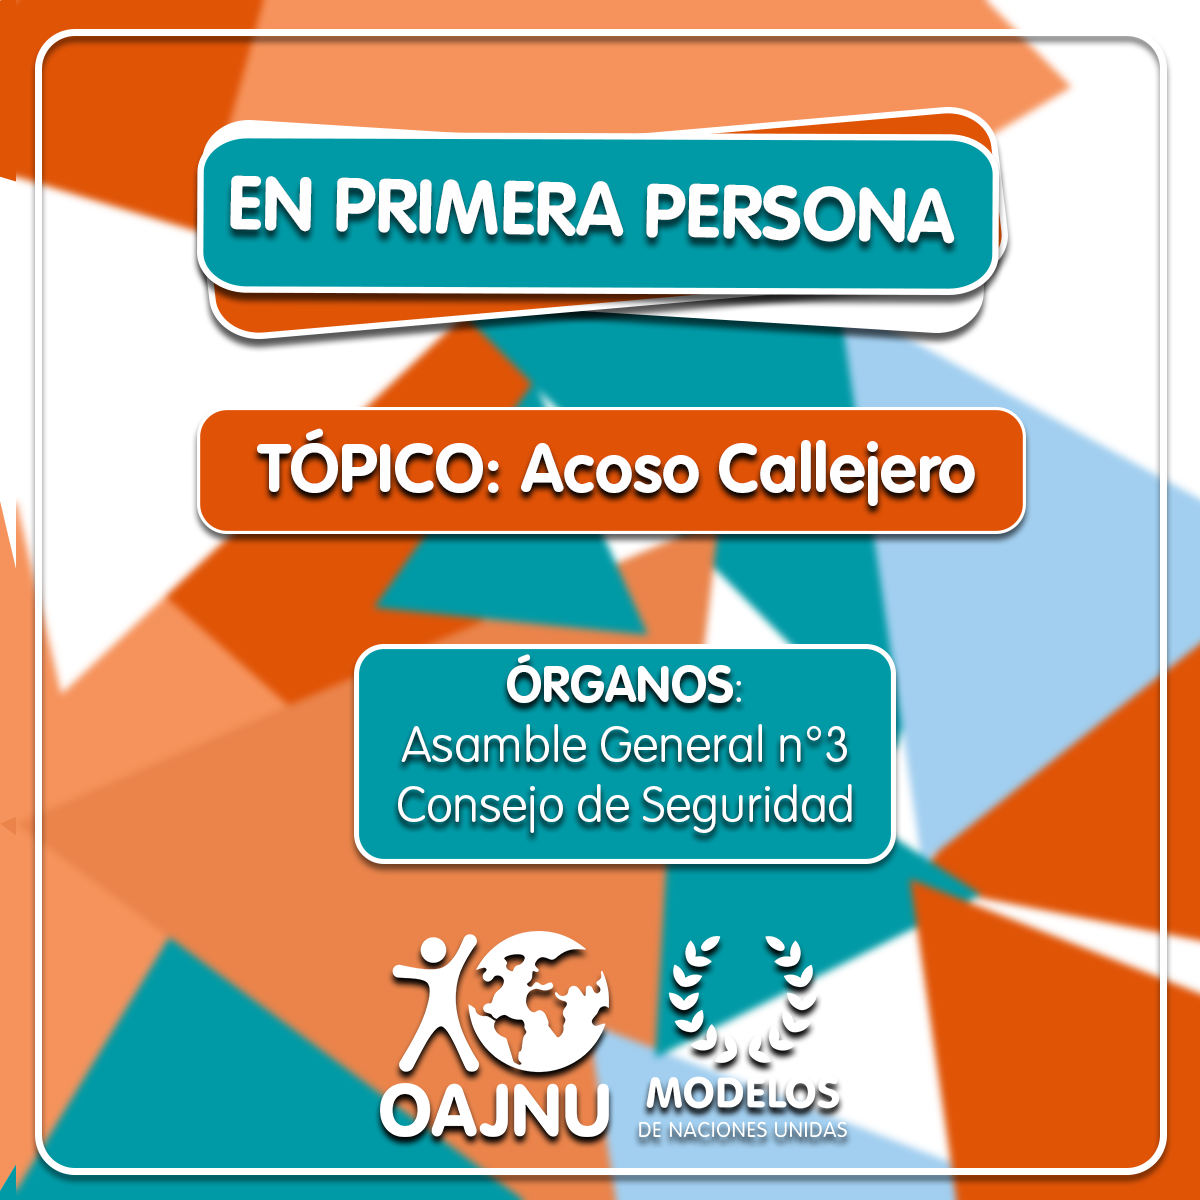 EN PRIMERA PERSONA
TÓPICO: Acoso Callejero
ÓRGANOS:
Asamble General n°3
Consejo de Seguridad
OAJNU
MODELOS
DE NACIONES UNIDAS